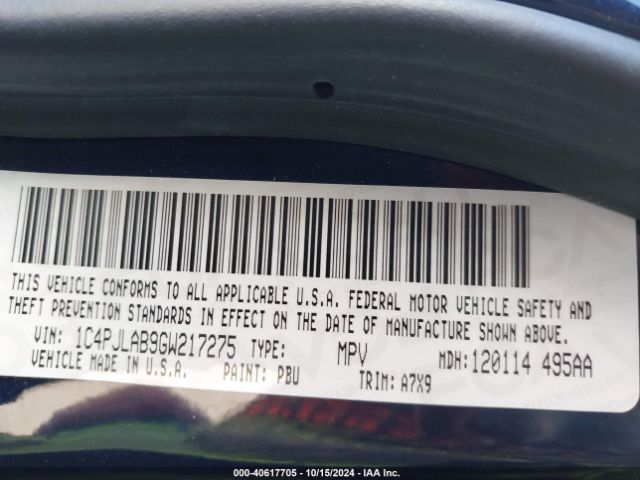 THIS VEHICLE CONFORMS TO ALL APPLICABLE U.S.A. FEDERAL MOTOR VEHICLE SAFETY AND
THEFT PREVENTION STANDARDS IN EFFECT ON THE DATE OF MANUFACTURE SHOWN ABOVE.
VIN: 1C4PJLAB9GW217275 TYPE: MPV MDH:120114 495AA
VEHICLE MADE IN U.S.A. PAINT: PBU TRIM: A7X9
000-40617705 - 10/15/2024 - IAA Inc.